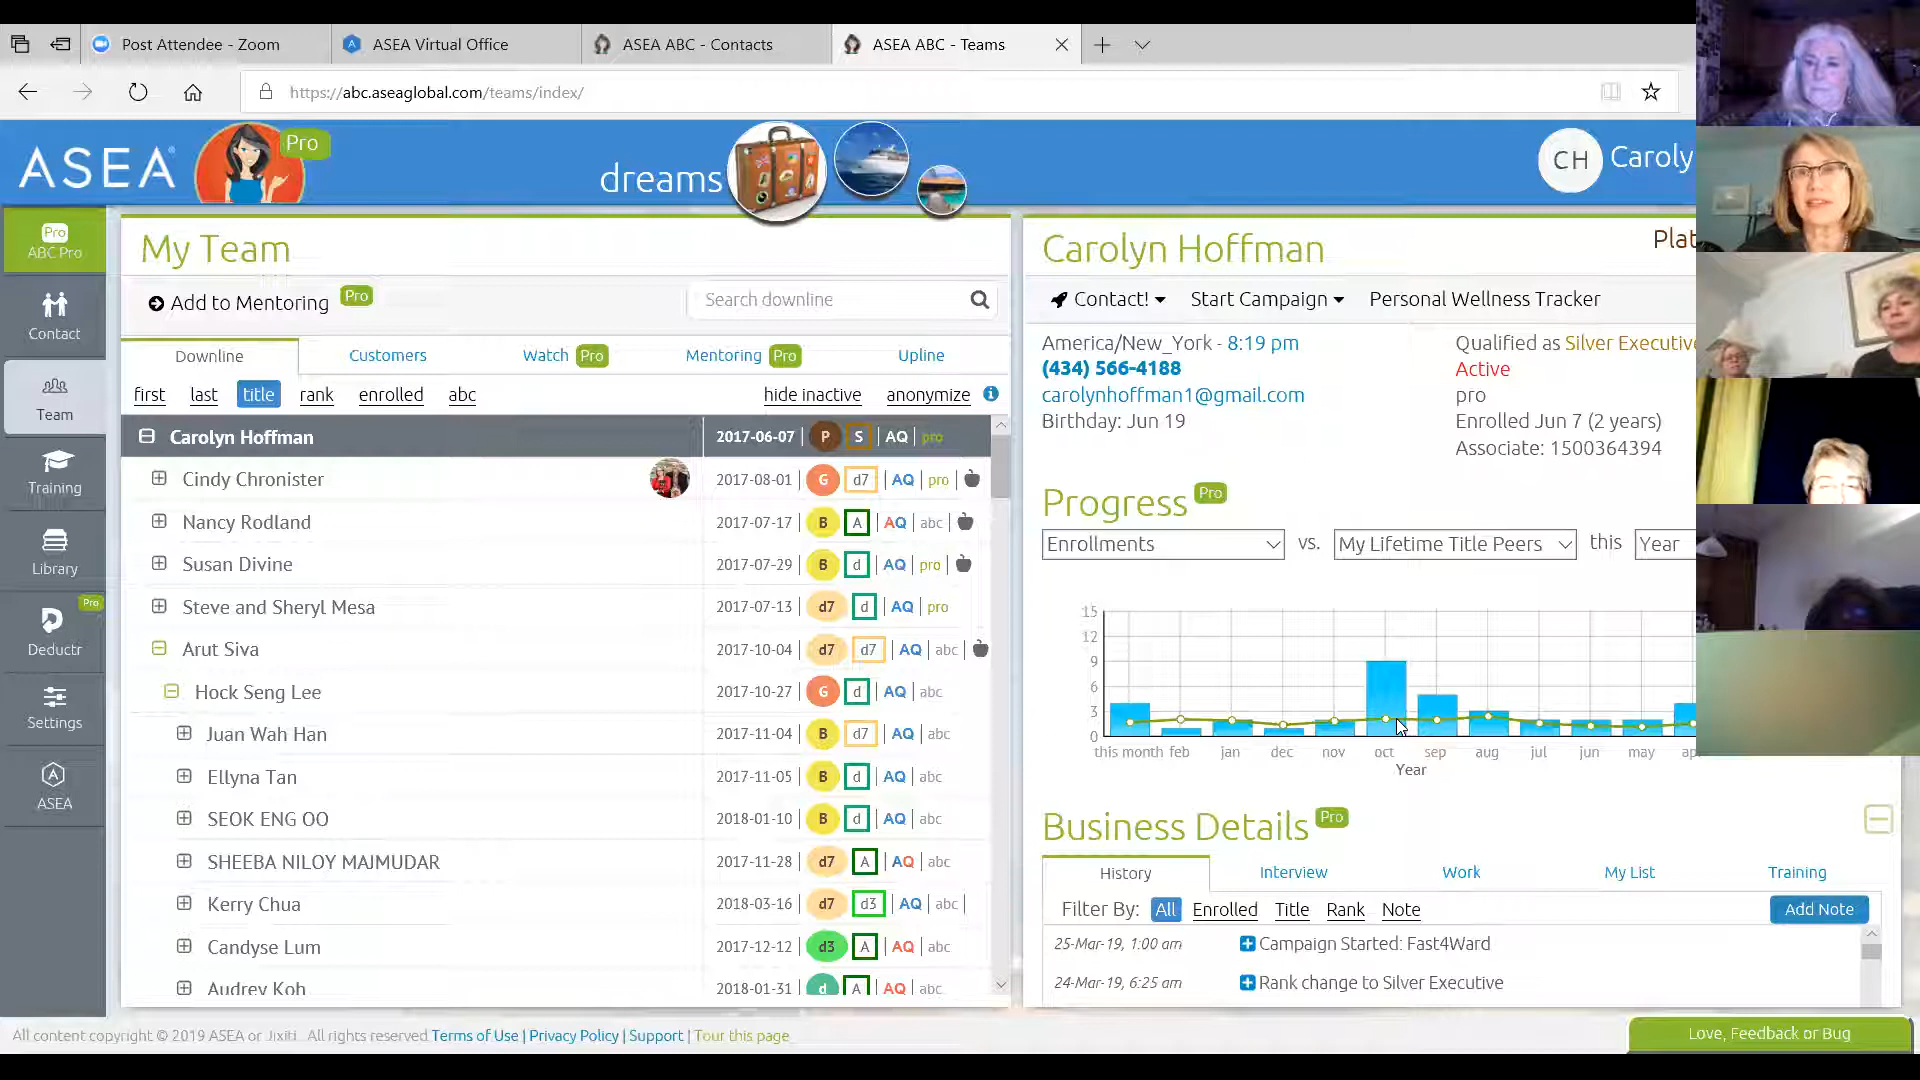 Post Attendee - Zoom
ASEA Virtual Office
ASEA ABC - Contacts
ASEA ABC - Teams
https://abc.aseaglobal.com/teams/index/
ASEA
Pro
dreams
CH
Caroly
Pro
ABC Pro
Contact
Team
Training
Library
Pro
Deductr
Settings
ASEA
My Team
Add to Mentoring Pro
Search downline
Downline Customers Watch Pro Mentoring Pro Upline
first last title rank enrolled abc hide inactive anonymize
Carolyn Hoffman 2017-06-07 | P S | AQ | pro
Cindy Chronister 2017-08-01 | G d7 | AQ | pro |
Nancy Rodland 2017-07-17 | B A | AQ | abc |
Susan Divine 2017-07-29 | B d | AQ | pro |
Steve and Sheryl Mesa 2017-07-13 | d7 d | AQ | pro
Arut Siva 2017-10-04 | d7 d7 | AQ | abc |
Hock Seng Lee 2017-10-27 | G d | AQ | abc
Juan Wah Han 2017-11-04 | B d7 | AQ | abc
Ellyna Tan 2017-11-05 | B d | AQ | abc
SEOK ENG OO 2018-01-10 | B d | AQ | abc
SHEEBA NILOY MAJMUDAR 2017-11-28 | d7 A | AQ | abc
Kerry Chua 2018-03-16 | d7 d3 | AQ | abc |
Candyse Lum 2017-12-12 | d3 A | AQ | abc
Audrey Koh 2018-01-31 | d A | AQ | abc
Carolyn Hoffman
Plat
Contact! Start Campaign Personal Wellness Tracker
America/New_York - 8:19 pm
(434) 566-4188
carolynhoffman1@gmail.com
Birthday: Jun 19
Qualified as Silver Executive
Active
pro
Enrolled Jun 7 (2 years)
Associate: 1500364394
Progress Pro
Enrollments vs. My Lifetime Title Peers this Year
15
12
9
6
3
0
this month feb jan dec nov oct sep aug jul jun may ap
Year
Business Details Pro
History Interview Work My List Training
Filter By: All Enrolled Title Rank Note Add Note
25-Mar-19, 1:00 am Campaign Started: Fast4Ward
24-Mar-19, 6:25 am Rank change to Silver Executive
All content copyright © 2019 ASEA or Jixiti. All rights reserved Terms of Use | Privacy Policy | Support | Tour this page
Love, Feedback or Bug